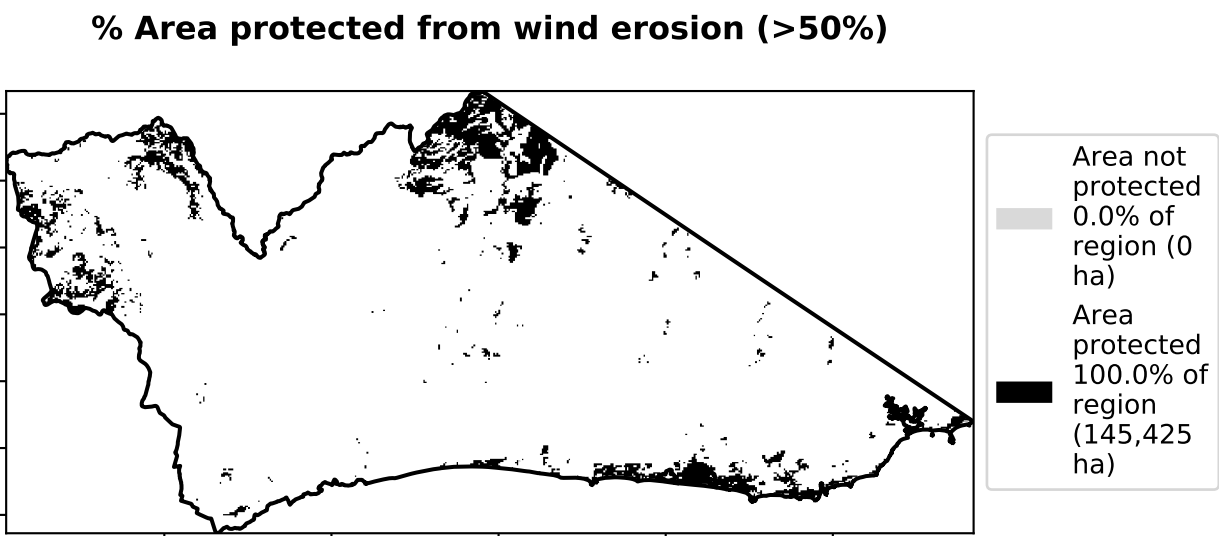 % Area protected from wind erosion (>50%)
Area not
protected
0.0% of
region (0
ha)
Area
protected
100.0% of
region
(145,425
ha)